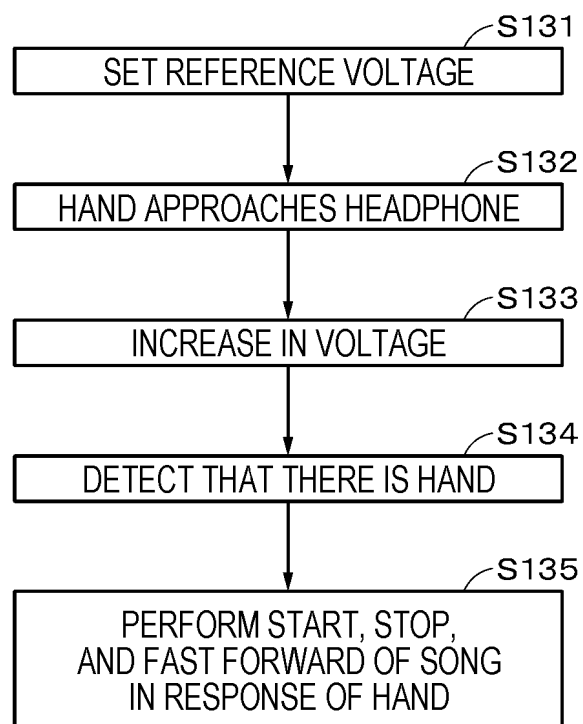 S131
SET REFERENCE VOLTAGE
S132
HAND APPROACHES HEADPHONE
S133
INCREASE IN VOLTAGE
S134
DETECT THAT THERE IS HAND
S135
PERFORM START, STOP,
AND FAST FORWARD OF SONG
IN RESPONSE OF HAND